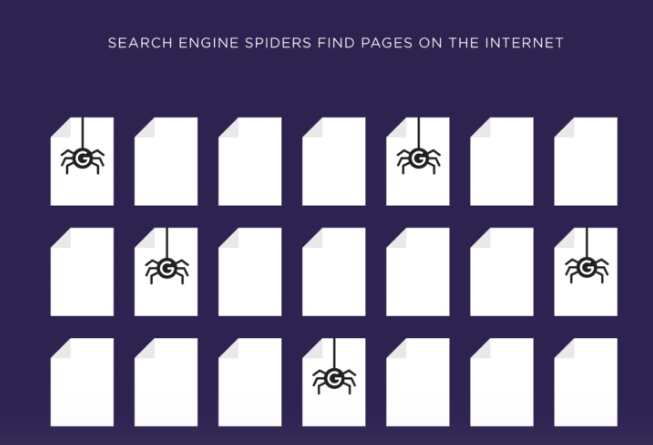 SEARCH ENGINE SPIDERS FIND PAGES ON THE INTERNET
G G
G G
G